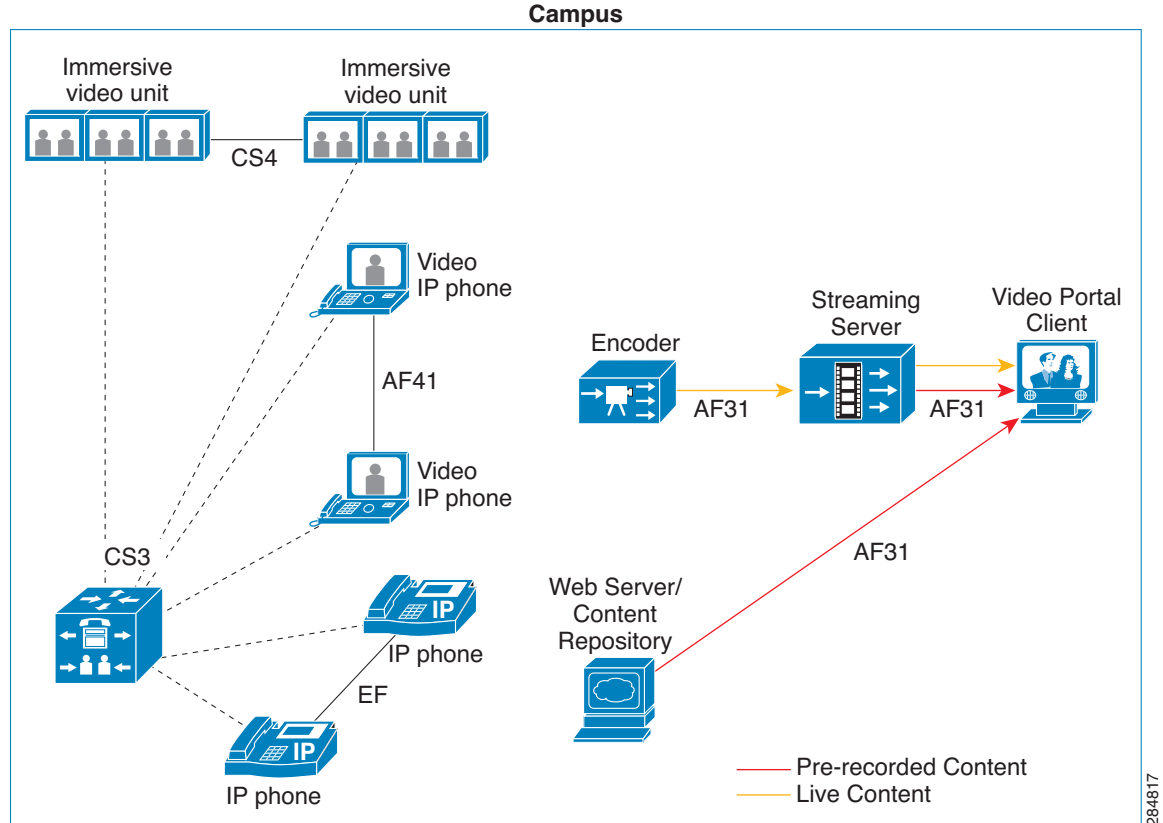 Campus
Immersive
video unit
Immersive
video unit
CS4
Video
IP phone
AF41
Video
IP phone
CS3
IP
IP phone
EF
IP
IP phone
Encoder
AF31
Streaming
Server
AF31
Video Portal
Client
AF31
Web Server/
Content
Repository
Pre-recorded Content
Live Content
284817